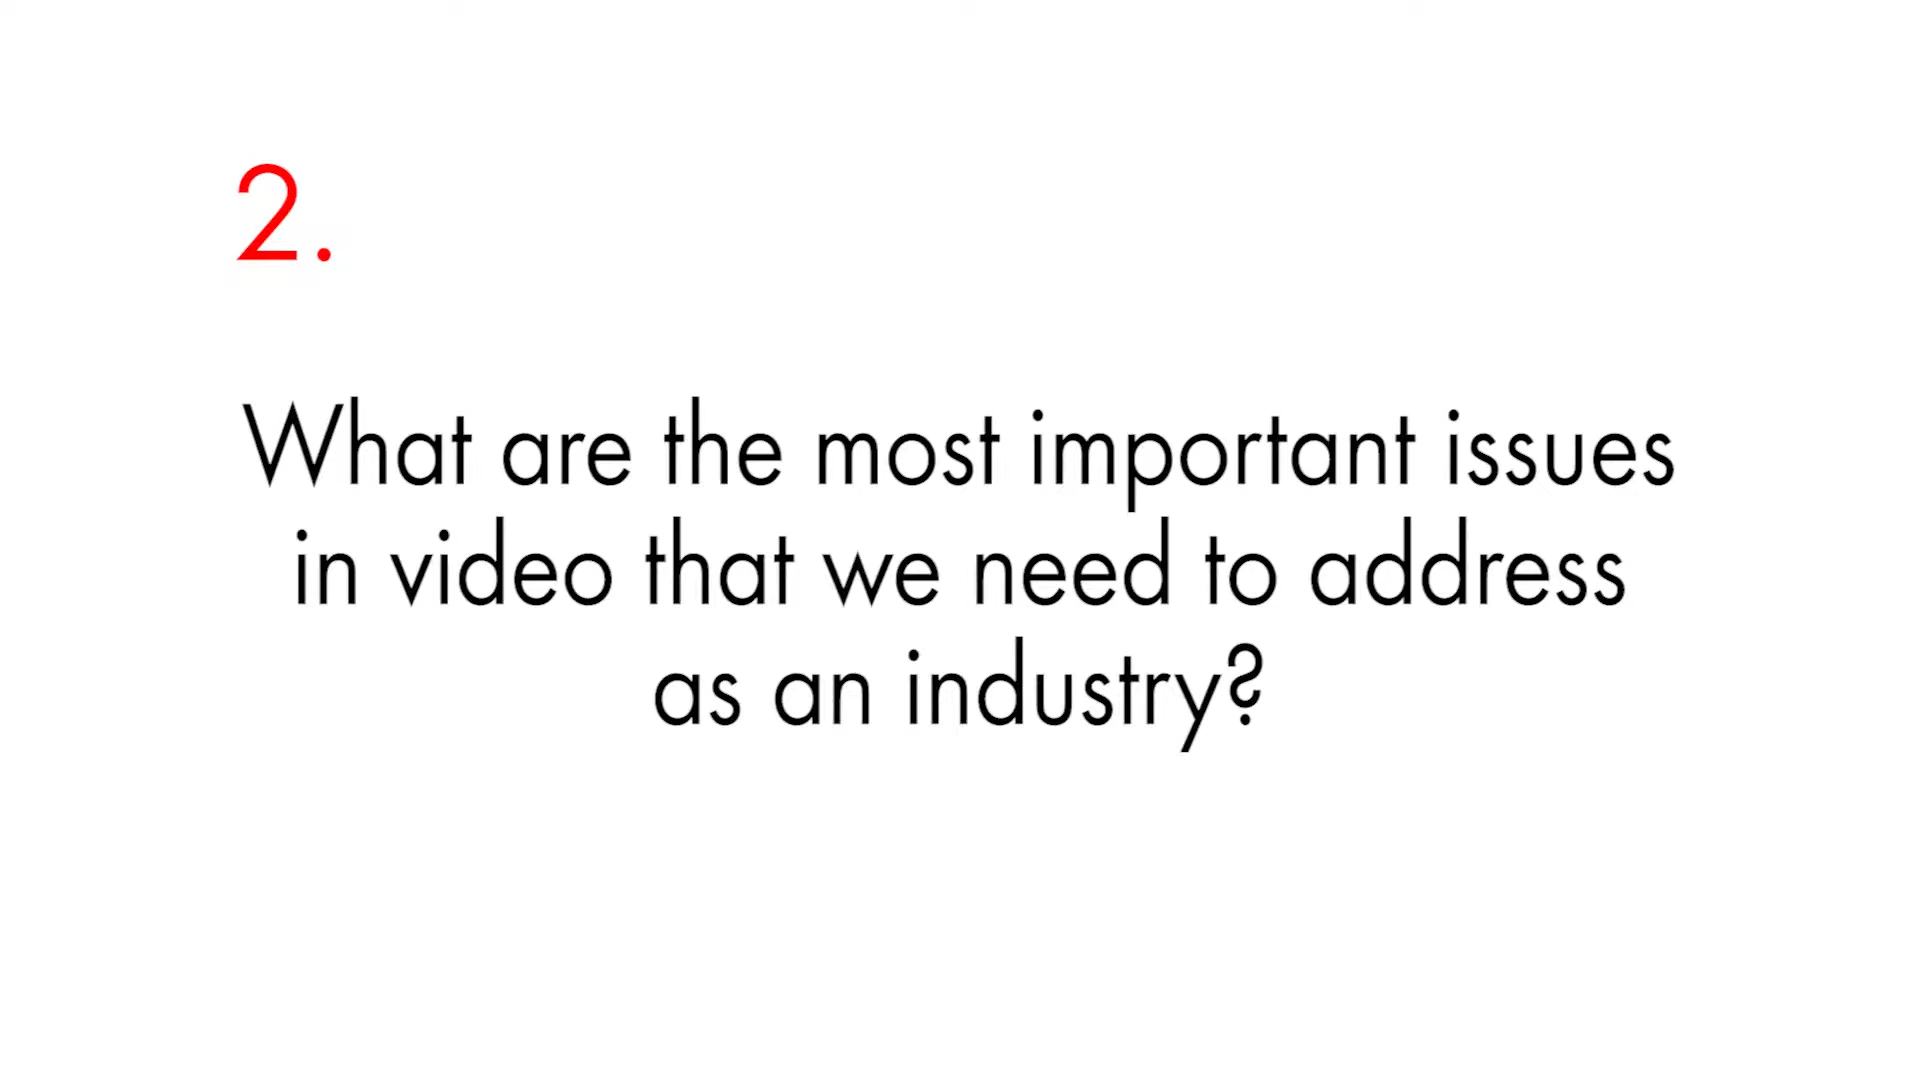 2.
What are the most important issues
in video that we need to address
as an industry?